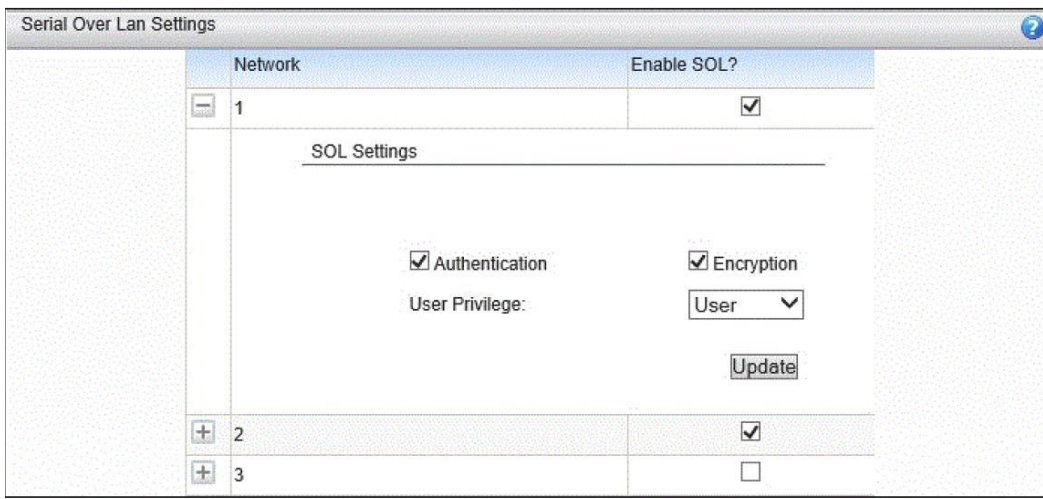 Serial Over Lan Settings ?
Network Enable SOL?
1
SOL Settings
Authentication Encryption
User Privilege: User
Update
2
3